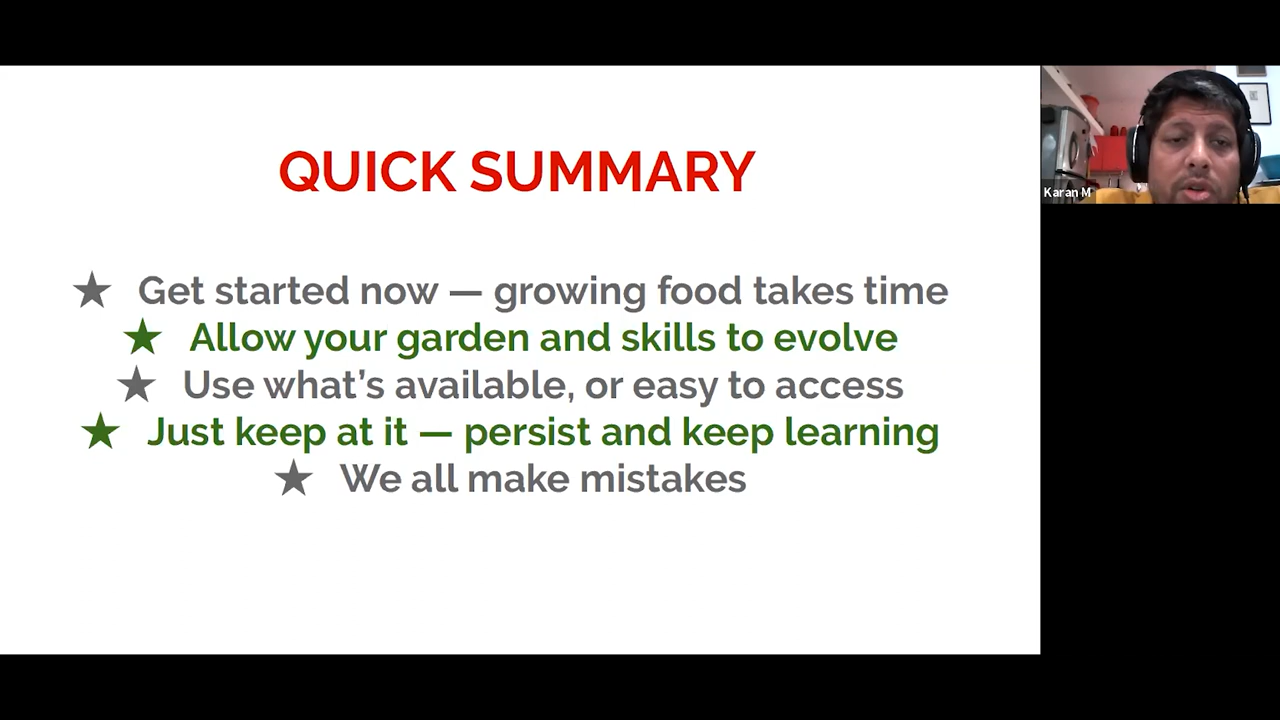 QUICK SUMMARY
★ Get started now — growing food takes time
★ Allow your garden and skills to evolve
★ Use what’s available, or easy to access
★ Just keep at it — persist and keep learning
★ We all make mistakes
Karan M